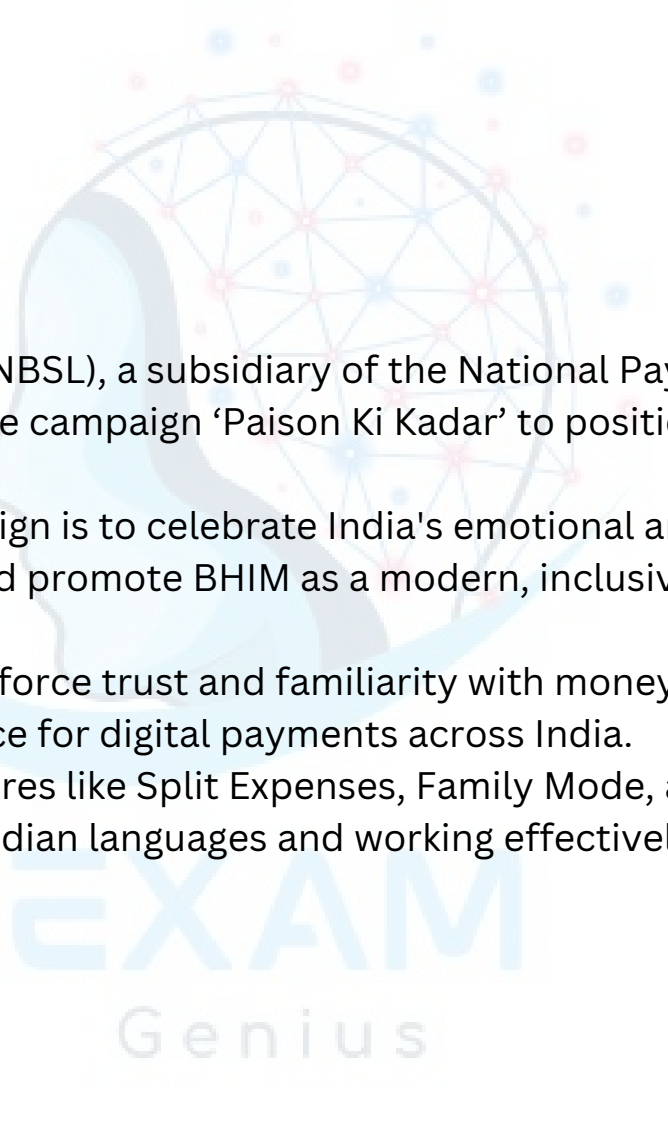 NBSL), a subsidiary of the National Pay
e campaign ‘Paison Ki Kadar’ to positi
ign is to celebrate India's emotional a
d promote BHIM as a modern, inclusiv
force trust and familiarity with money
ce for digital payments across India.
res like Split Expenses, Family Mode, a
dian languages and working effectivel
EXAM
Genius